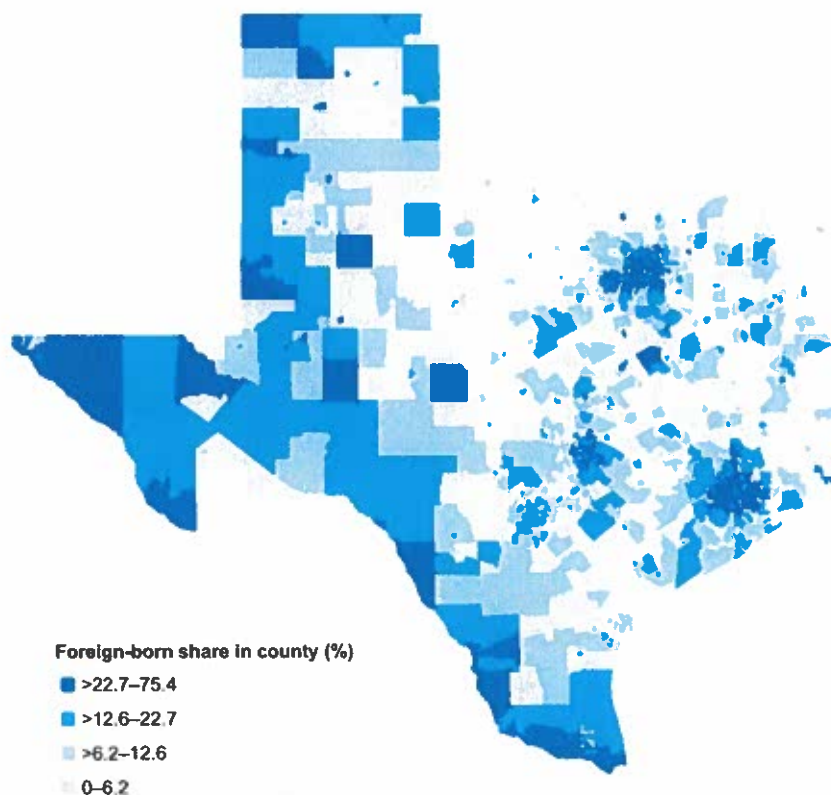 Foreign-born share in county (%)
>22.7–75.4
>12.6–22.7
>6.2–12.6
0–6.2